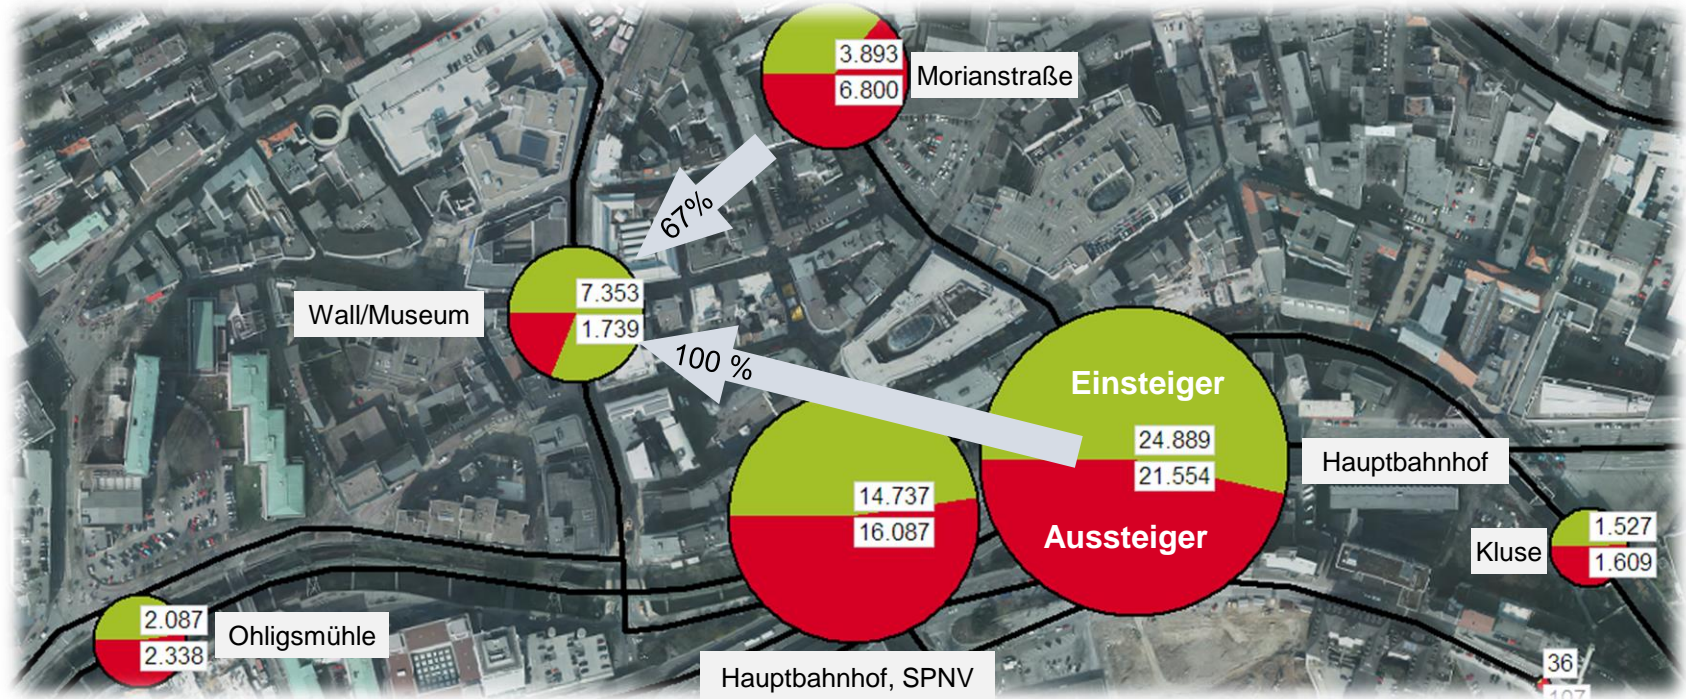 3.893
6.800
Morianstraße
67%
7.353
1.739
Wall/Museum
100 %
Einsteiger
24.889
21.554
Hauptbahnhof
Aussteiger
14.737
16.087
1.527
1.609
Kluse
2.087
2.338
Ohligsmühle
Hauptbahnhof, SPNV
36
107